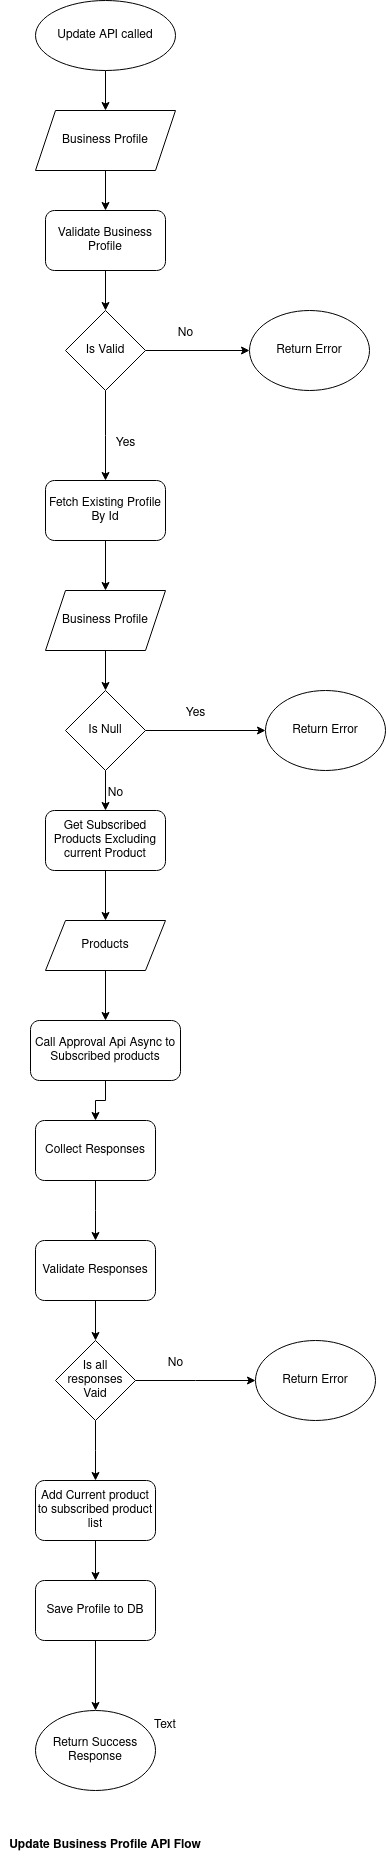 Update API called
Business Profile
Validate Business
Profile
Is Valid
No
Return Error
Yes
Fetch Existing Profile
By Id
Business Profile
Is Null
Yes
Return Error
No
Get Subscribed
Products Excluding
current Product
Products
Call Approval Api Async to
Subscribed products
Collect Responses
Validate Responses
Is all
responses
Vaid
No
Return Error
Add Current product
to subscribed product
list
Save Profile to DB
Return Success
Response
Text
Update Business Profile API Flow